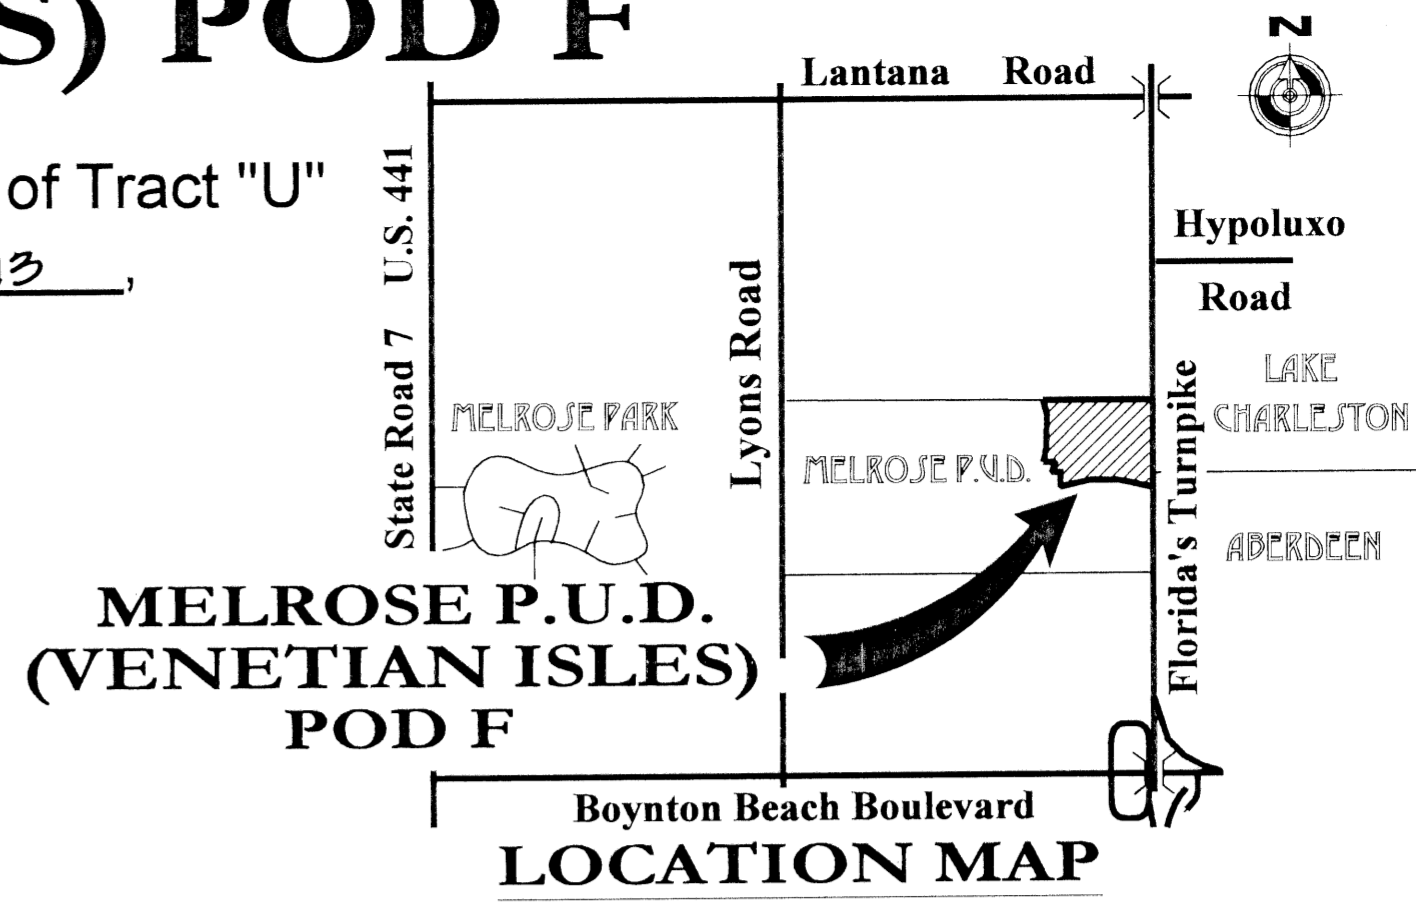 S) POD F
N
Lantana Road
of Tract "U"
3,
State Road 7 U.S. 441
Lyons Road
Hypoluxo
Road
Florida's Turnpike
LAKE
CHARLESTON
MELROSE PARK
MELROSE P.U.D.
ABERDEEN
MELROSE P.U.D.
(VENETIAN ISLES)
POD F
Boynton Beach Boulevard
LOCATION MAP